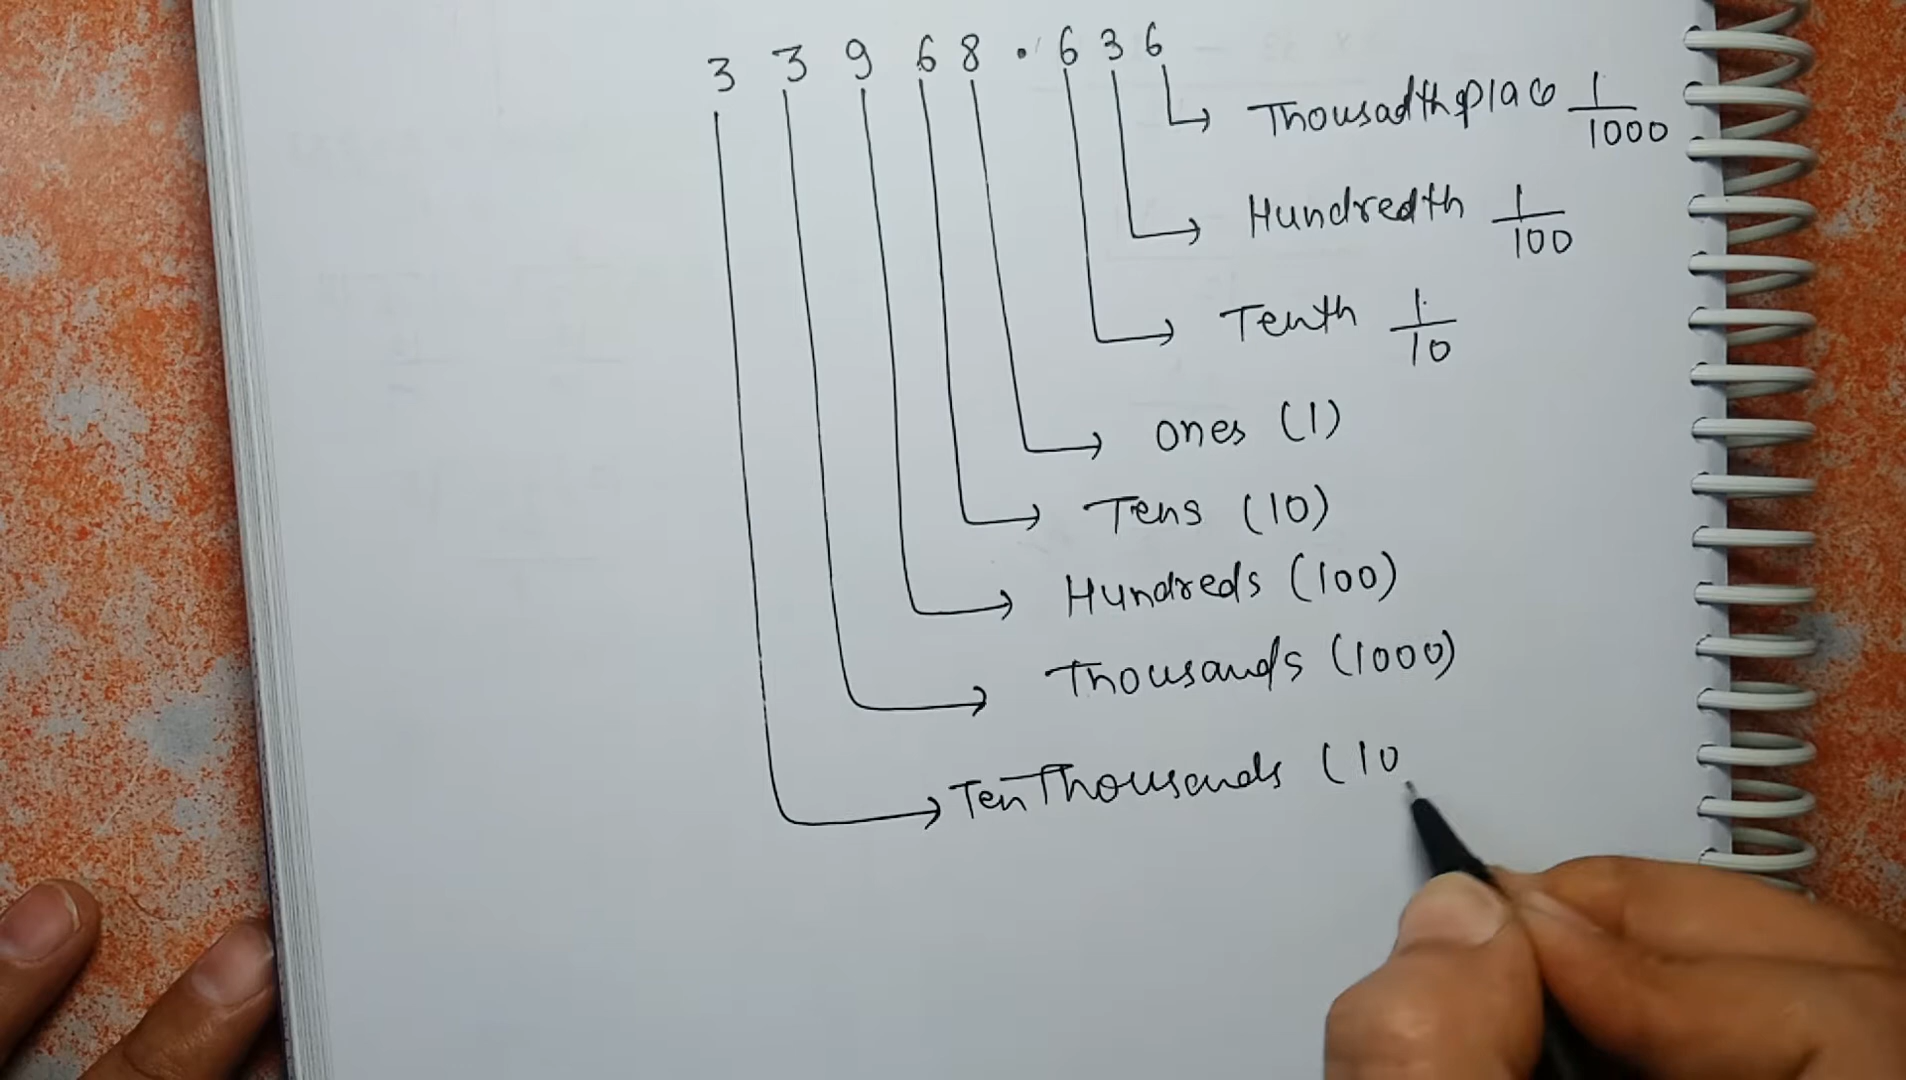 3 3 9 6 8 . 6 3 6
Thousadthplace 1/1000
Hundredth 1/100
Tenth 1/10
ones (1)
Tens (10)
Hundreds (100)
Thousands (1000)
TenThousands (10